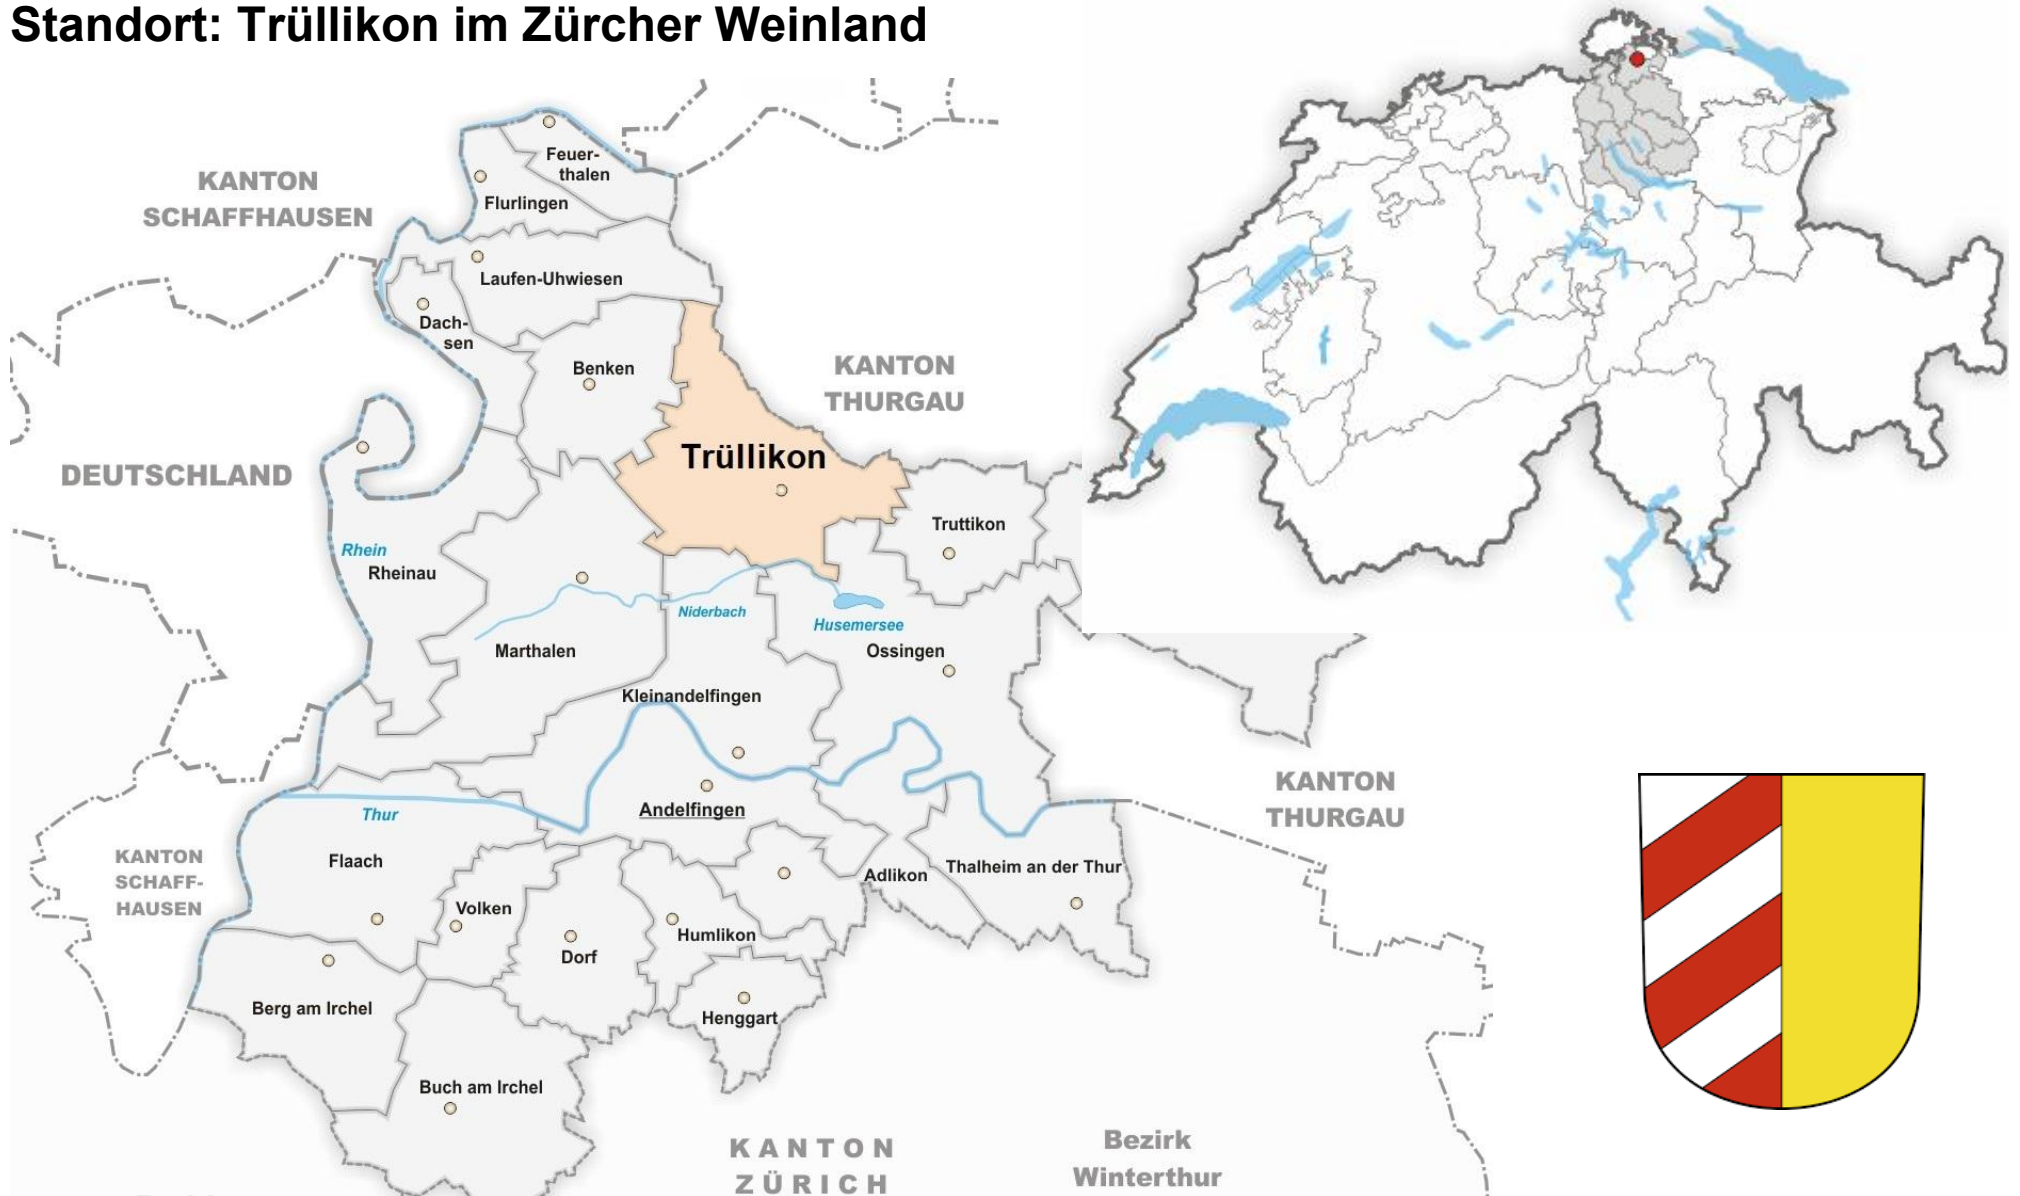 Standort: Trüllikon im Zürcher Weinland
KANTON
SCHAFFHAUSEN
Feuer-
thalen
Flurlingen
Laufen-Uhwiesen
Dach-
sen
Benken
KANTON
THURGAU
Trüllikon
DEUTSCHLAND
Truttikon
Rhein
Rheinau
Niderbach
Husemersee
Marthalen
Ossingen
Kleinandelfingen
Andelfingen
Thur
KANTON
THURGAU
KANTON
SCHAFF-
HAUSEN
Flaach
Adlikon
Thalheim an der Thur
Volken
Humlikon
Dorf
Berg am Irchel
Henggart
Buch am Irchel
KANTON
ZÜRICH
Bezirk
Winterthur